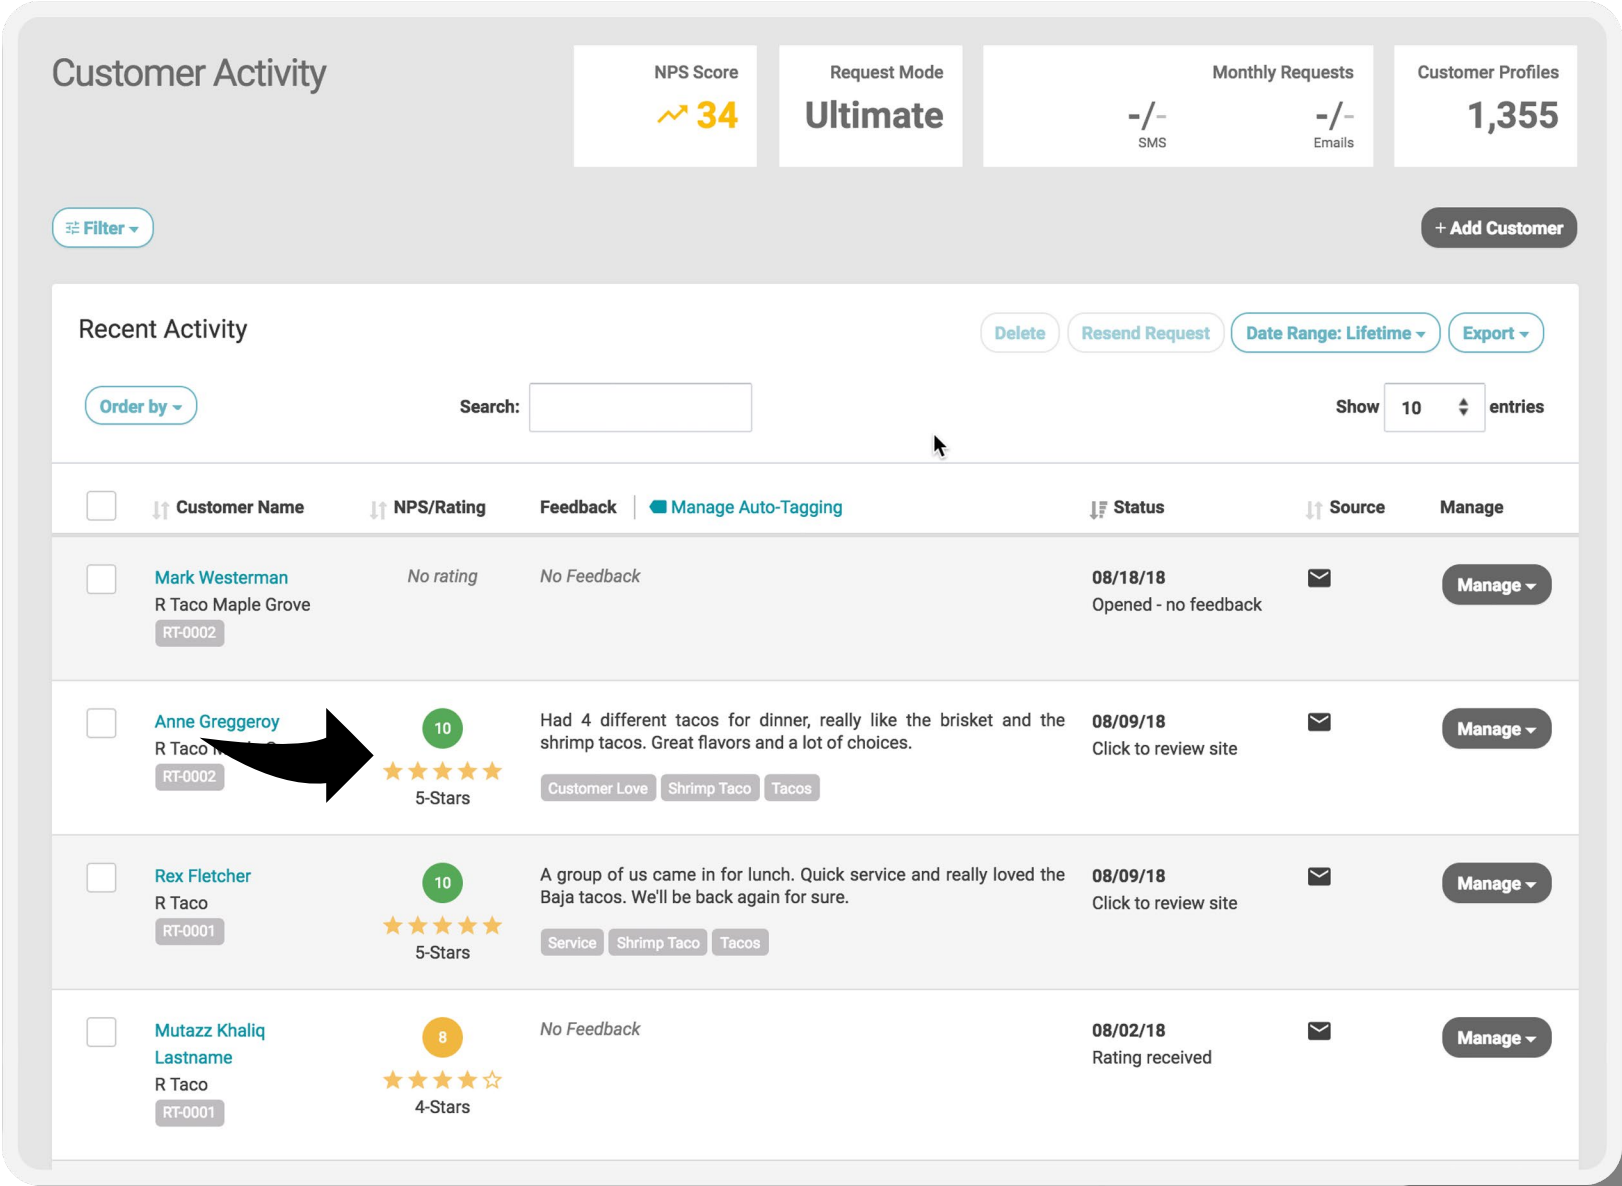 Customer Activity
NPS Score
34
Request Mode
Ultimate
Monthly Requests
-/-
SMS
-/-
Emails
Customer Profiles
1,355
Filter
+ Add Customer
Recent Activity
Delete
Resend Request
Date Range: Lifetime
Export
Order by
Search:
Show 10 entries
Customer Name
NPS/Rating
Feedback
Manage Auto-Tagging
Status
Source
Manage
Mark Westerman
R Taco Maple Grove
RT-0002
No rating
No Feedback
08/18/18
Opened - no feedback
Manage
Anne Greggeroy
R Taco
RT-0002
10
5-Stars
Had 4 different tacos for dinner, really like the brisket and the
shrimp tacos. Great flavors and a lot of choices.
Customer Love Shrimp Taco Tacos
08/09/18
Click to review site
Manage
Rex Fletcher
R Taco
RT-0001
10
5-Stars
A group of us came in for lunch. Quick service and really loved the
Baja tacos. We'll be back again for sure.
Service Shrimp Taco Tacos
08/09/18
Click to review site
Manage
Mutazz Khaliq
Lastname
R Taco
RT-0001
8
4-Stars
No Feedback
08/02/18
Rating received
Manage